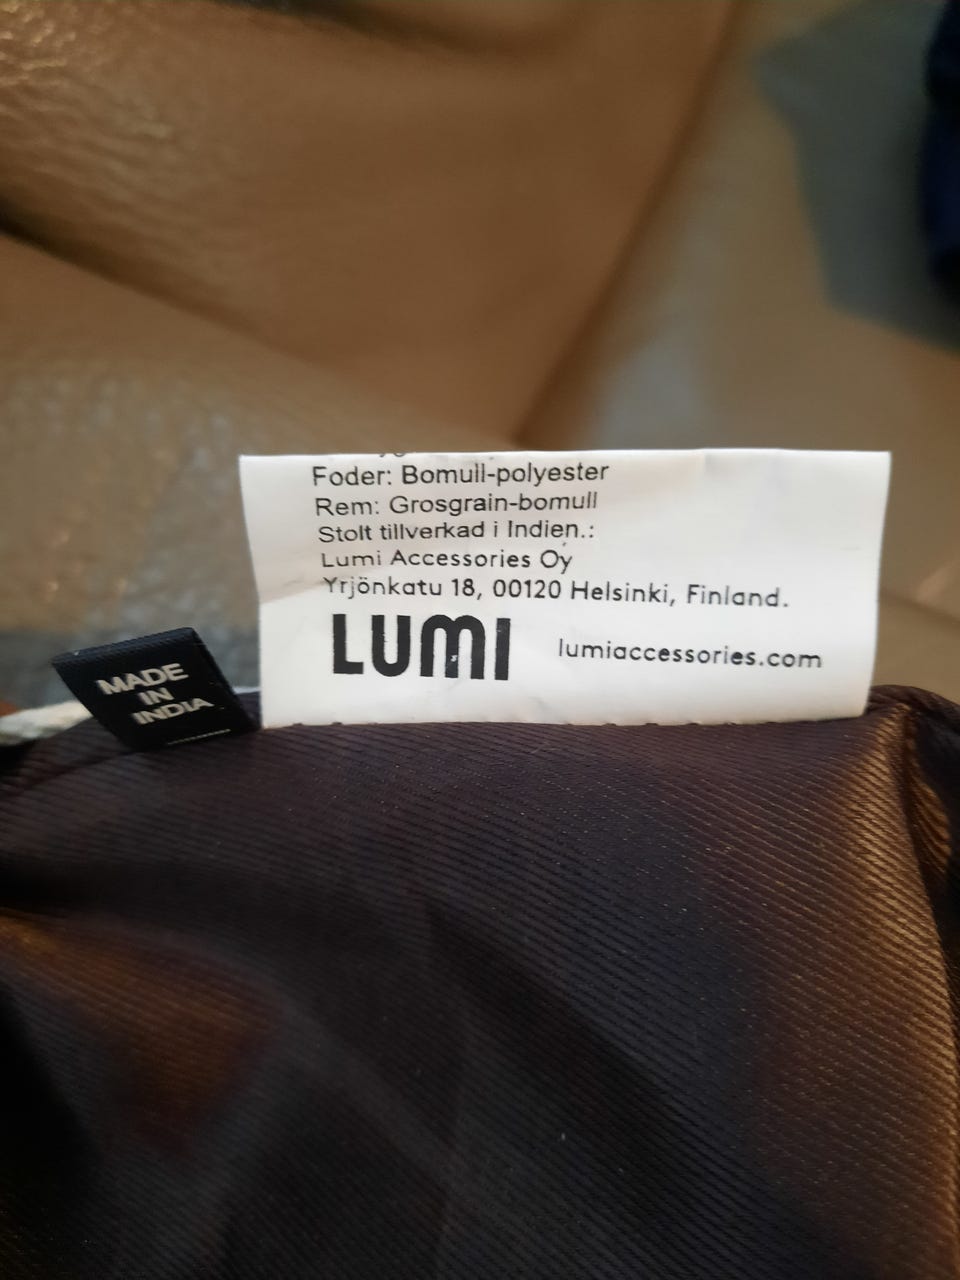 Foder: Bomull-polyester
Rem: Grosgrain-bomull
Stolt tillverkad i Indien.:
Lumi Accessories Oy
Yrjönkatu 18, 00120 Helsinki, Finland.
LUMI
lumiaccessories.com
MADE
IN
INDIA